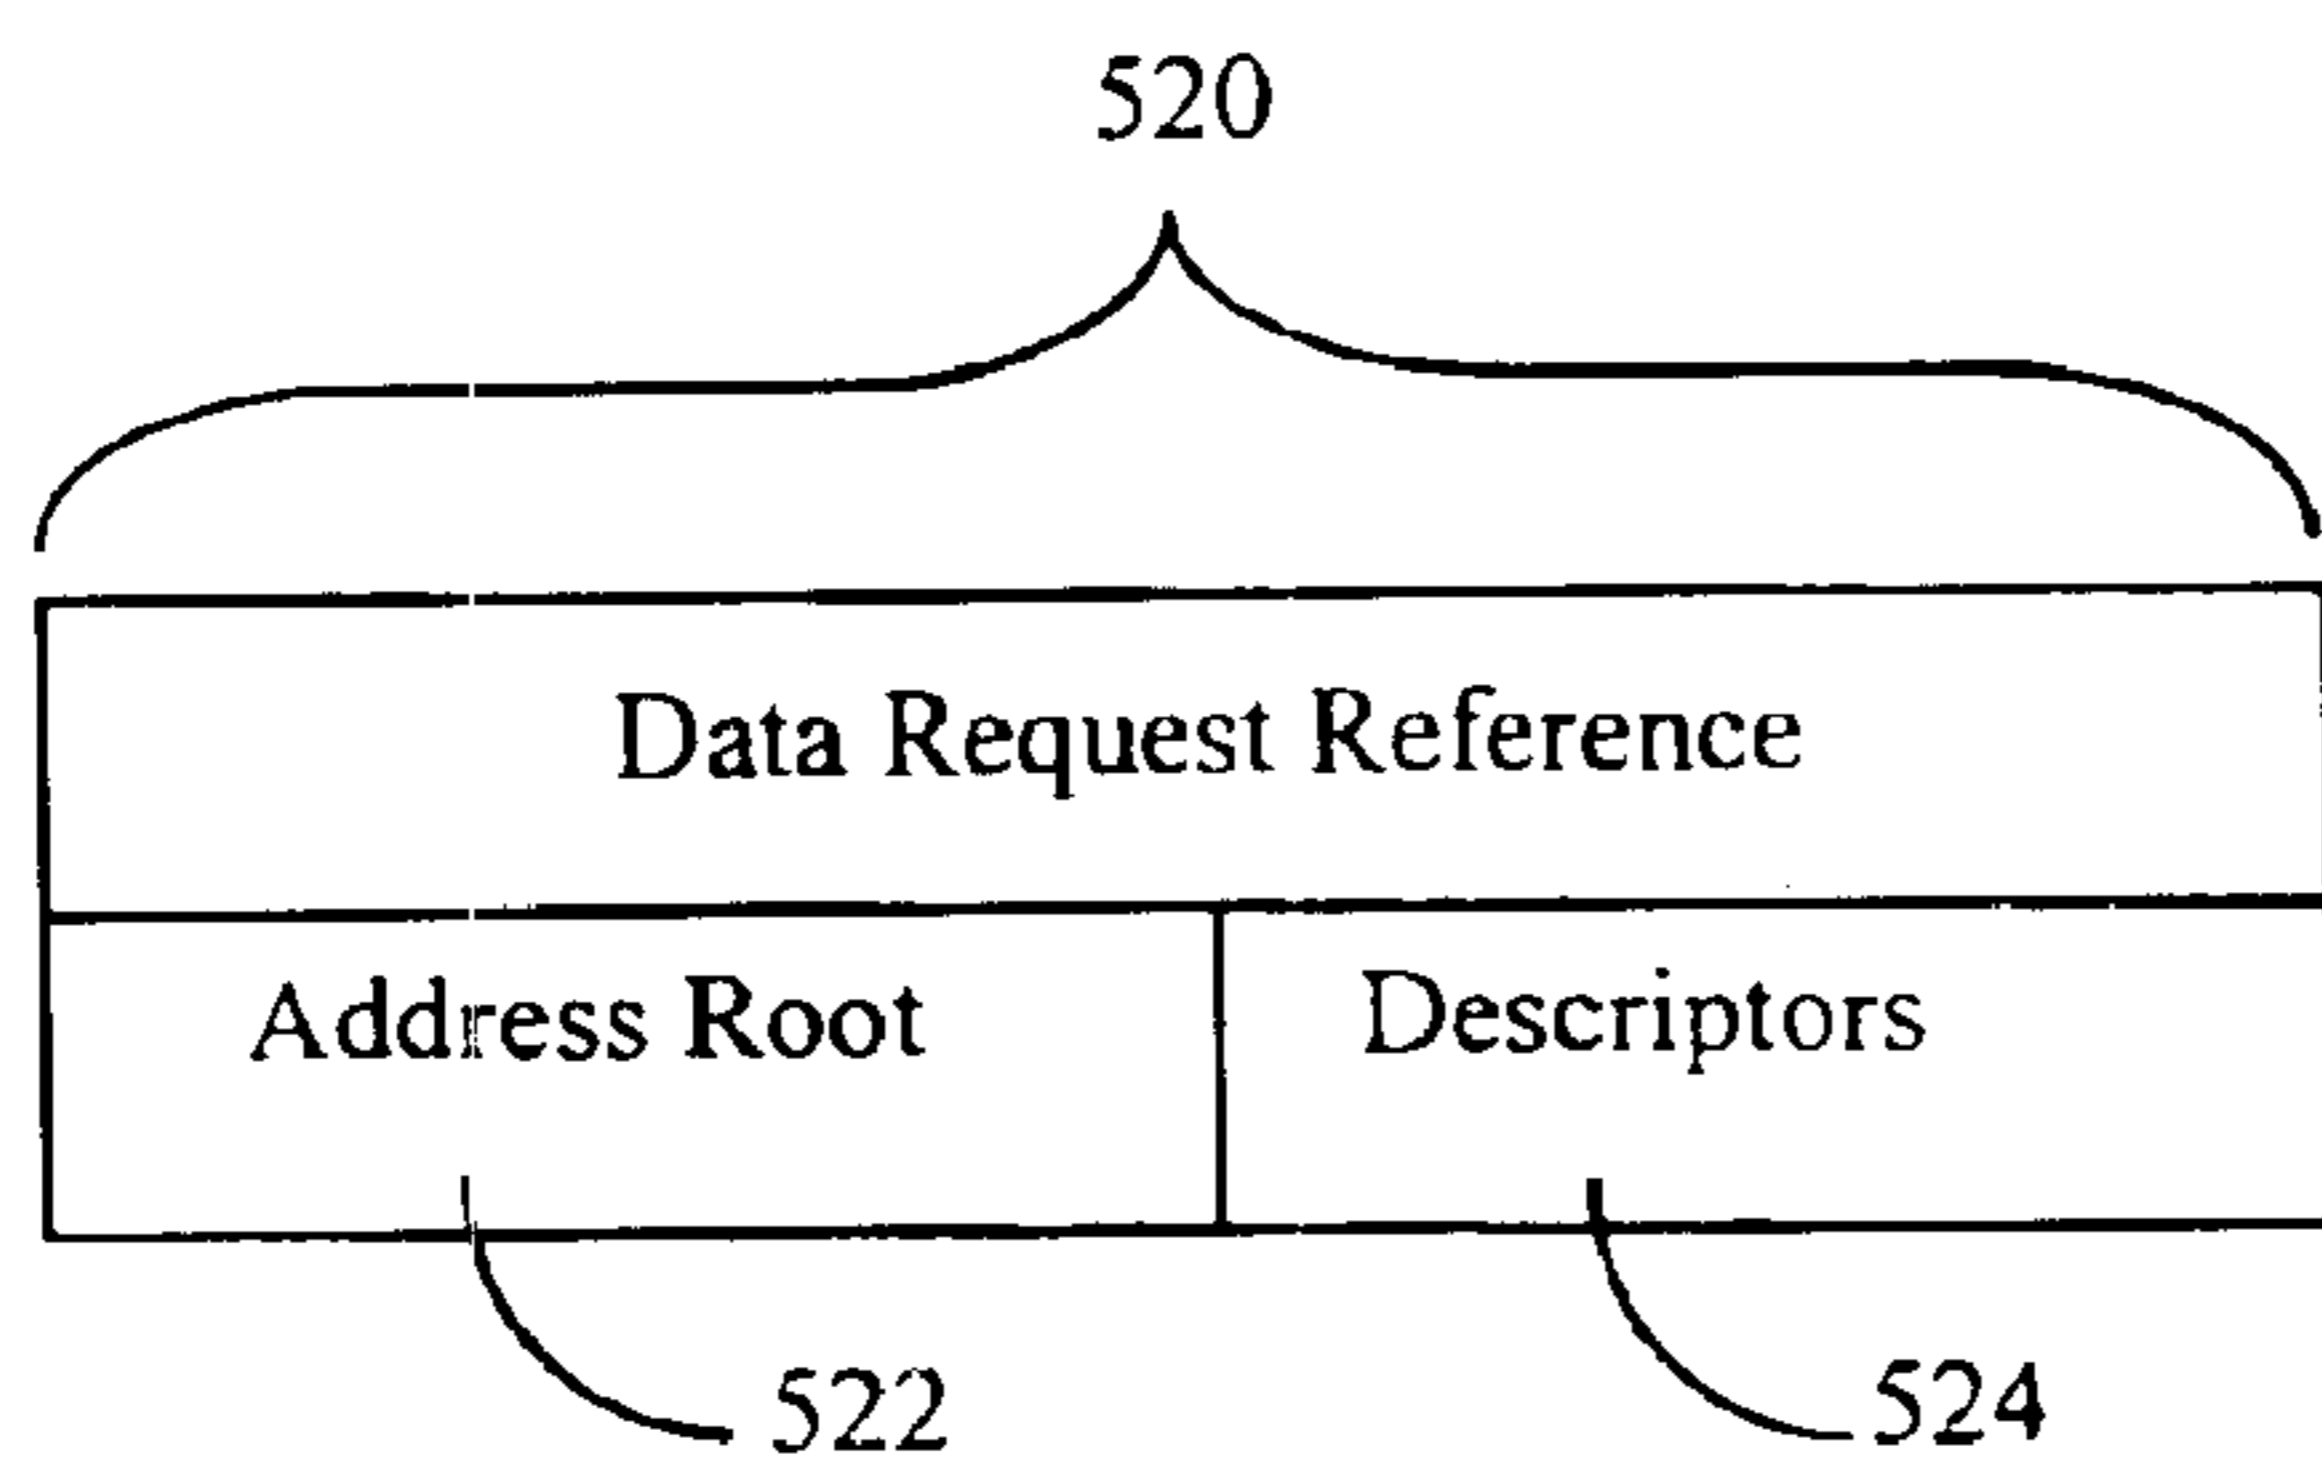 520
Data Request Reference
Address Root
Descriptors
522
524